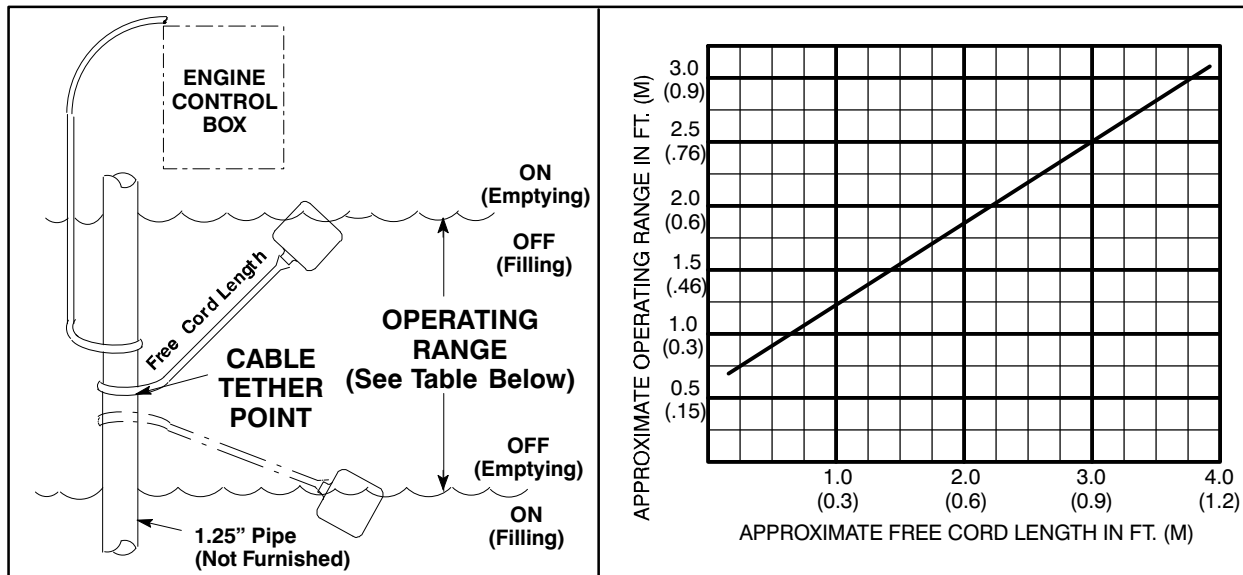 ENGINE
CONTROL
BOX
ON
(Emptying)
OFF
(Filling)
Free Cord Length
OPERATING
RANGE
(See Table Below)
CABLE
TETHER
POINT
OFF
(Emptying)
ON
(Filling)
1.25” Pipe
(Not Furnished)
APPROXIMATE OPERATING RANGE IN FT. (M)
3.0
(0.9)
2.5
(.76)
2.0
(0.6)
1.5
(.46)
1.0
(0.3)
0.5
(.15)
1.0 2.0 3.0 4.0
(0.3) (0.6) (0.9) (1.2)
APPROXIMATE FREE CORD LENGTH IN FT. (M)